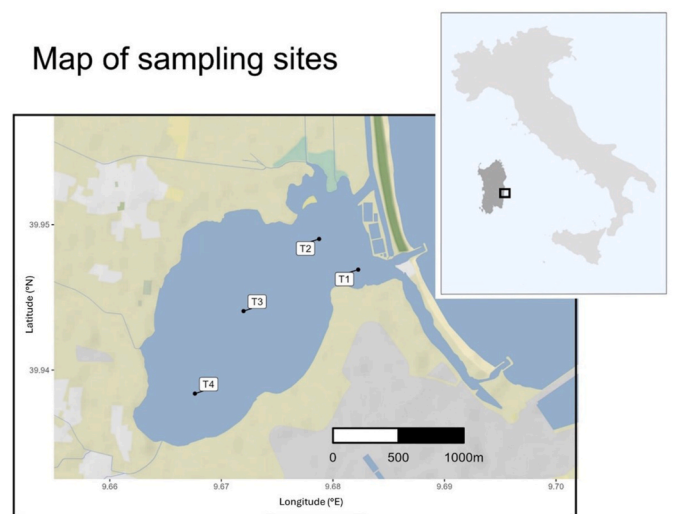 Map of sampling sites
39.95
39.94
Latitude (°N)
T2
T1
T3
T4
0 500 1000m
9.66 9.67 9.68 9.69 9.70
Longitude (°E)